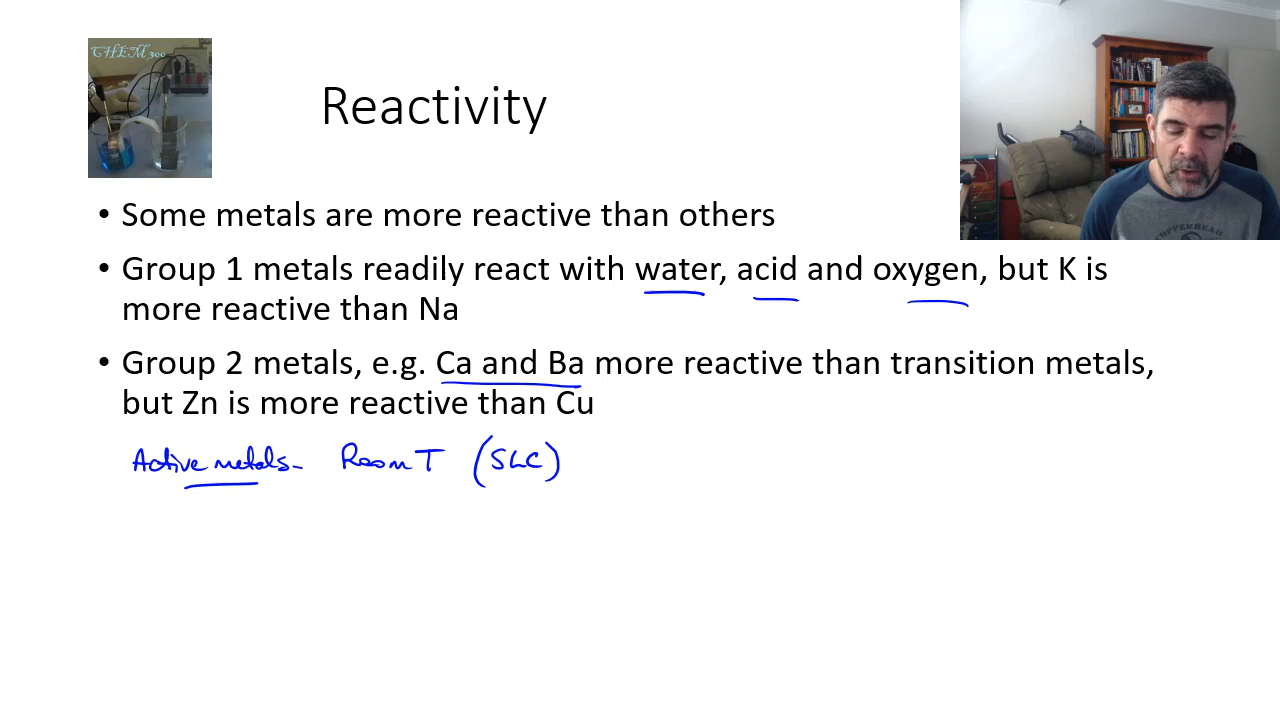 CHEM 300
Reactivity
• Some metals are more reactive than others
• Group 1 metals readily react with water, acid and oxygen, but K is
more reactive than Na
• Group 2 metals, e.g. Ca and Ba more reactive than transition metals,
but Zn is more reactive than Cu
Active metals - Room T (SLC)